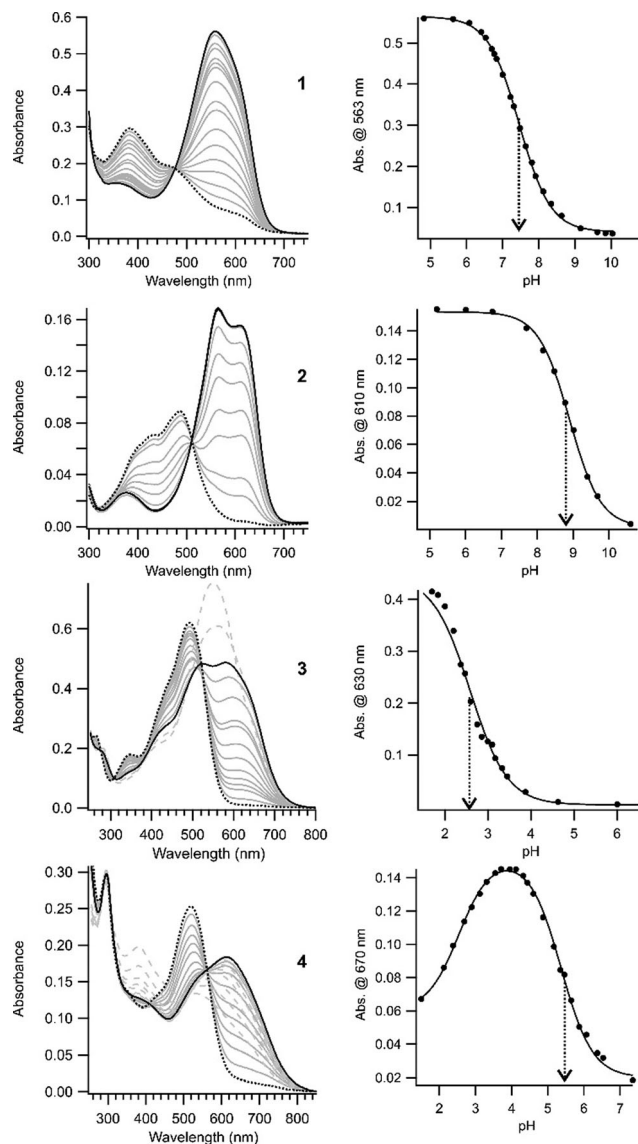 0.6
0.5
0.4
0.3
0.2
0.1
0.0
Absorbance
1
300 400 500 600 700
Wavelength (nm)
0.5
0.4
0.3
0.2
0.1
Abs. @ 563 nm
5 6 7 8 9 10
pH
0.16
0.12
0.08
0.04
0.00
Absorbance
2
300 400 500 600 700
Wavelength (nm)
0.14
0.12
0.10
0.08
0.06
0.04
0.02
Abs. @ 610 nm
5 6 7 8 9 10
pH
0.6
0.4
0.2
0.0
Absorbance
3
300 400 500 600 700 800
Wavelength (nm)
0.4
0.3
0.2
0.1
Abs. @ 630 nm
2 3 4 5 6
pH
0.30
0.25
0.20
0.15
0.10
0.05
0.00
Absorbance
4
300 400 500 600 700 800
Wavelength (nm)
0.14
0.12
0.10
0.08
0.06
0.04
0.02
Abs. @ 670 nm
2 3 4 5 6 7
pH